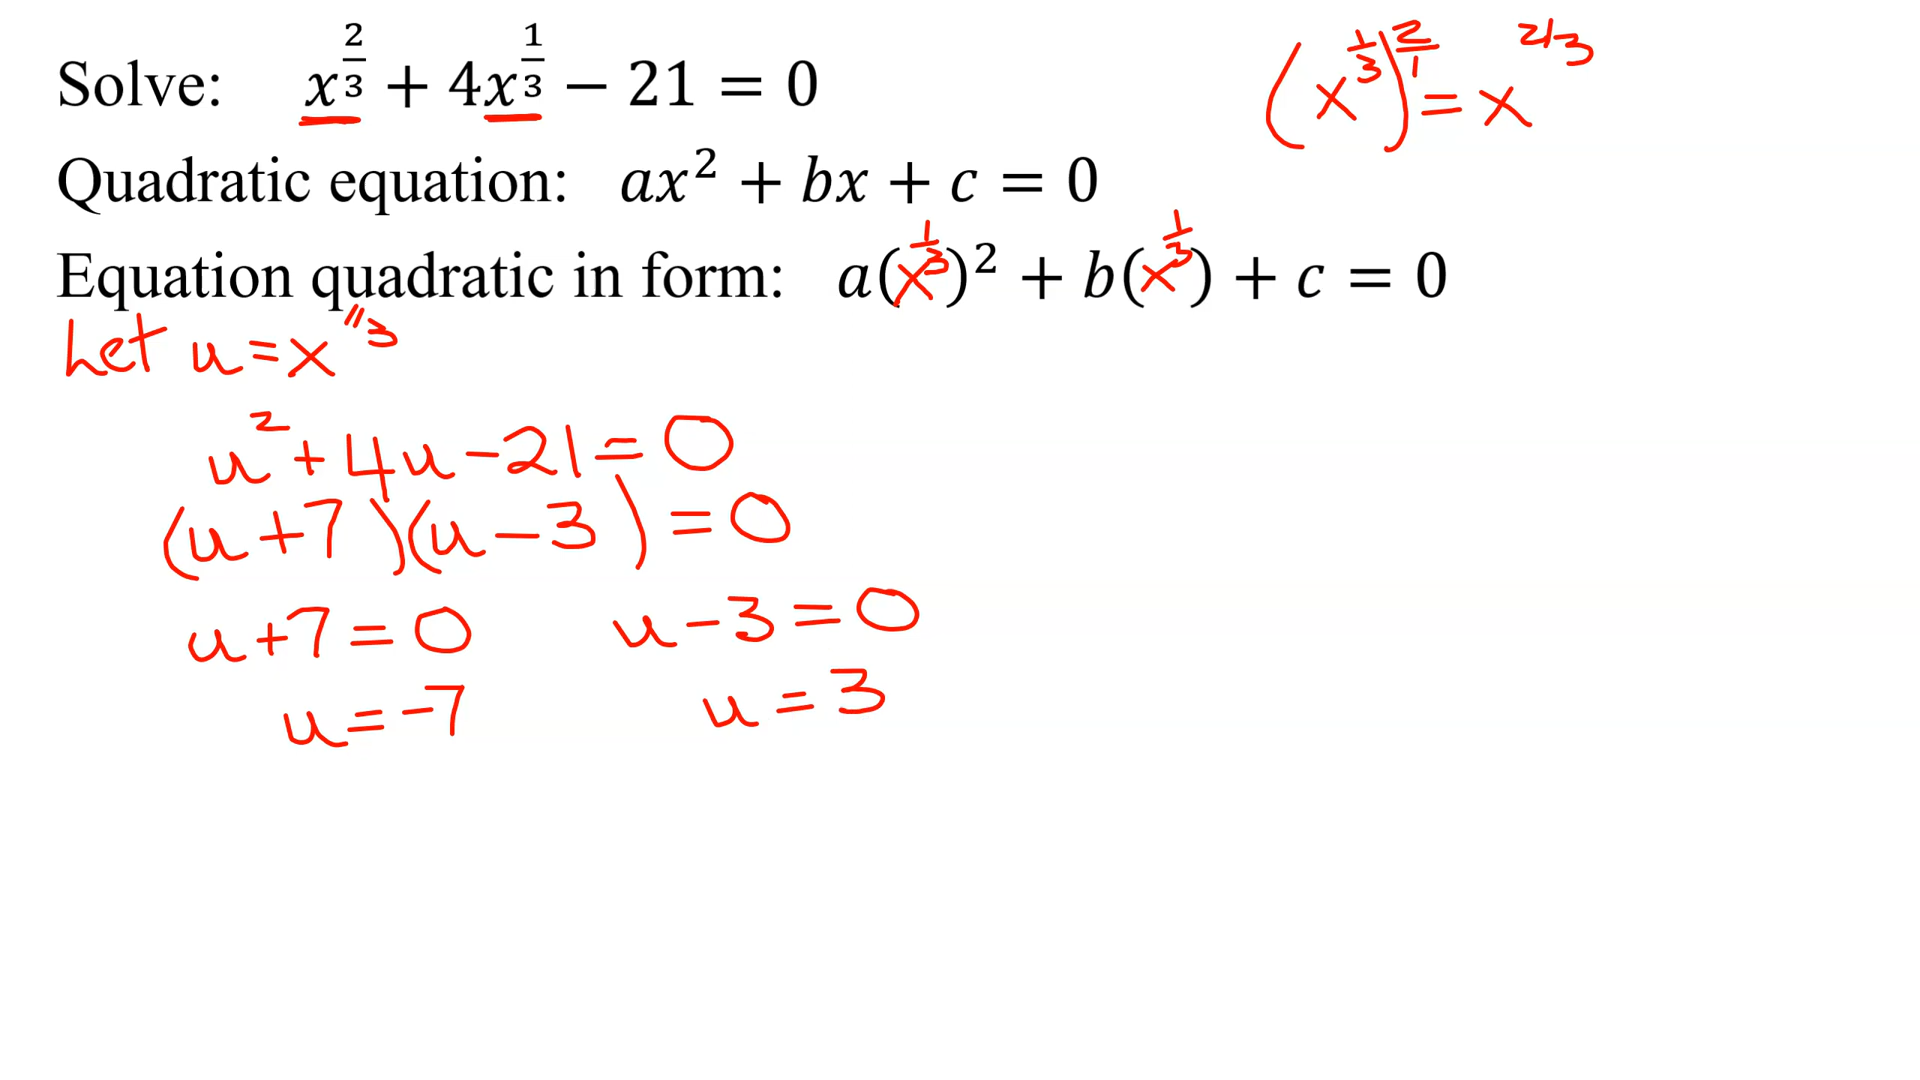 Solve: x^{2/3} + 4x^{1/3} − 21 = 0
(x^{1/3})^{2/1} = x^{2/3}
Quadratic equation: ax² + bx + c = 0
Equation quadratic in form: a(x^{1/3})² + b(x^{1/3}) + c = 0
Let u = x^{1/3}
u² + 4u − 21 = 0
(u + 7)(u − 3) = 0
u + 7 = 0 u − 3 = 0
u = −7 u = 3